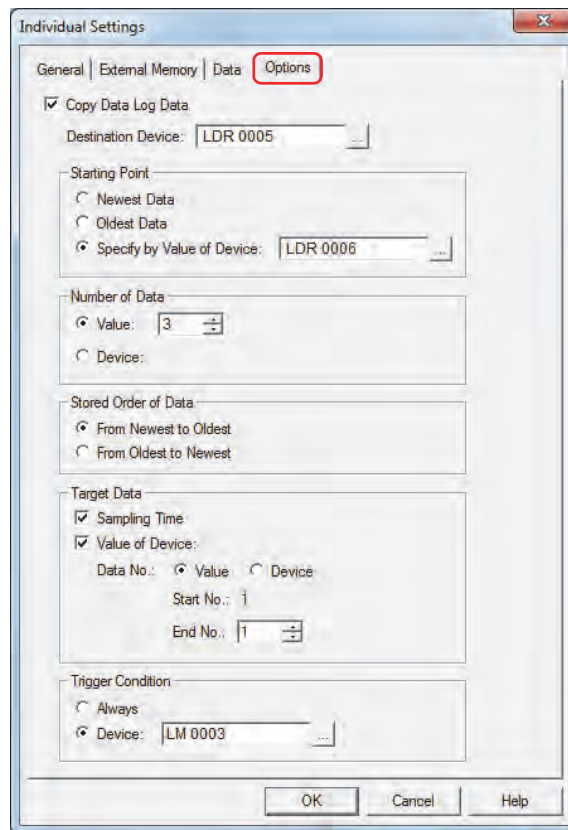 Individual Settings
General External Memory Data Options
Copy Data Log Data
Destination Device: LDR 0005 ...
Starting Point
Newest Data
Oldest Data
Specify by Value of Device: LDR 0006 ...
Number of Data
Value: 3
Device:
Stored Order of Data
From Newest to Oldest
From Oldest to Newest
Target Data
Sampling Time
Value of Device:
Data No.: Value Device
Start No.: 1
End No.: 1
Trigger Condition
Always
Device: LM 0003 ...
OK Cancel Help